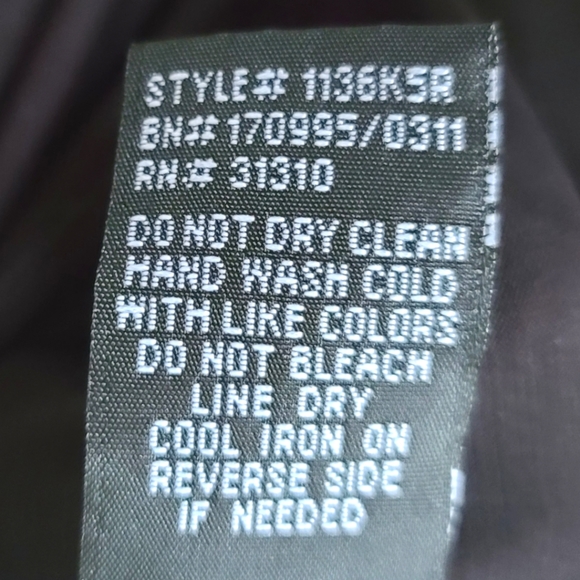 STYLE# 1136K5R
BN# 170995/0311
RN# 31310
DO NOT DRY CLEAN
HAND WASH COLD
WITH LIKE COLORS
DO NOT BLEACH
LINE DRY
COOL IRON ON
REVERSE SIDE
IF NEEDED